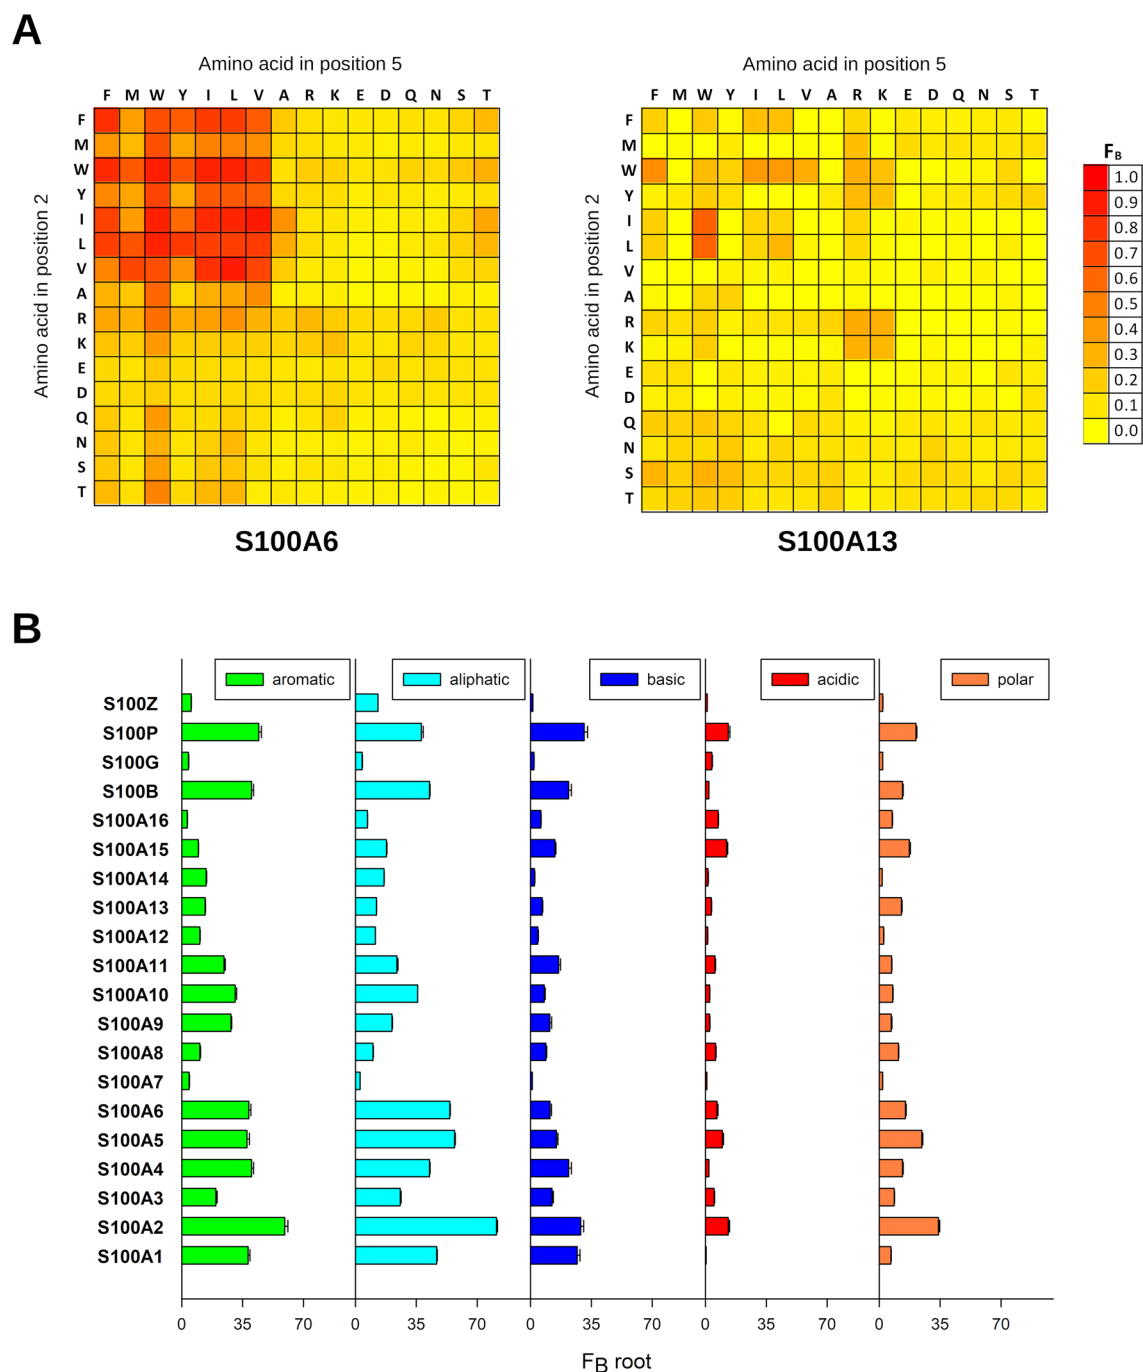 A
Amino acid in position 5
F M W Y I L V A R K E D Q N S T
Amino acid in position 2
F
M
W
Y
I
L
V
A
R
K
E
D
Q
N
S
T
S100A6
Amino acid in position 5
F M W Y I L V A R K E D Q N S T
Amino acid in position 2
F
M
W
Y
I
L
V
A
R
K
E
D
Q
N
S
T
S100A13
FB
1.0
0.9
0.8
0.7
0.6
0.5
0.4
0.3
0.2
0.1
0.0
B
aromatic aliphatic basic acidic polar
S100Z
S100P
S100G
S100B
S100A16
S100A15
S100A14
S100A13
S100A12
S100A11
S100A10
S100A9
S100A8
S100A7
S100A6
S100A5
S100A4
S100A3
S100A2
S100A1
0 35 70 0 35 70 0 35 70 0 35 70 0 35 70
FB root